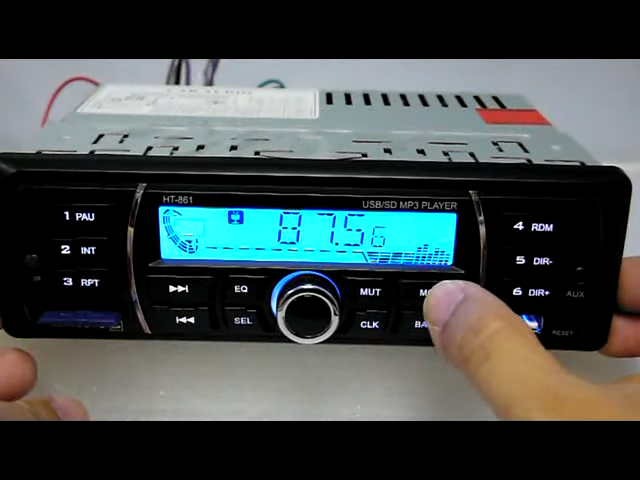 HT-861
USB/SD MP3 PLAYER
1 PAU
2 INT
3 RPT
87.5
4 RDM
5 DIR-
6 DIR+
EQ
SEL
MUT
CLK
AUX
RESET